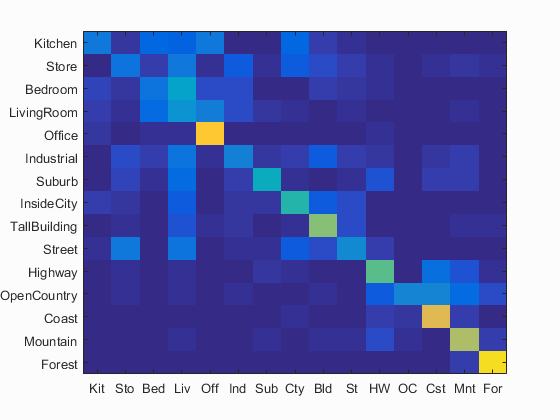 Kitchen
Store
Bedroom
LivingRoom
Office
Industrial
Suburb
InsideCity
TallBuilding
Street
Highway
OpenCountry
Coast
Mountain
Forest
Kit Sto Bed Liv Off Ind Sub Cty Bld St HW OC Cst Mnt For